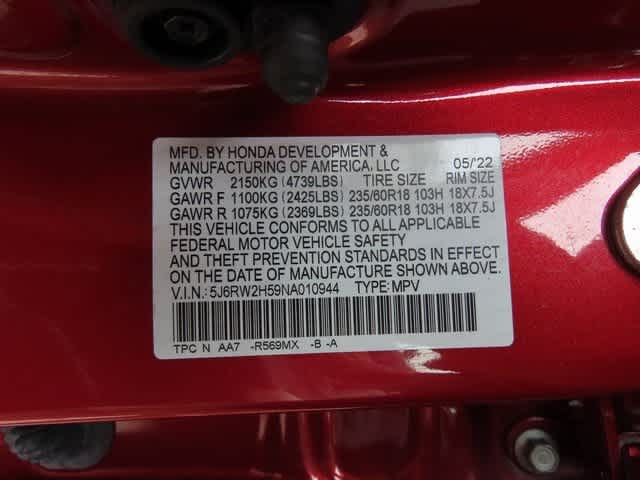 MFD. BY HONDA DEVELOPMENT &
MANUFACTURING OF AMERICA, LLC 05/'22
GVWR 2150KG (4739LBS) TIRE SIZE RIM SIZE
GAWR F 1100KG (2425LBS) 235/60R18 103H 18X7.5J
GAWR R 1075KG (2369LBS) 235/60R18 103H 18X7.5J
THIS VEHICLE CONFORMS TO ALL APPLICABLE
FEDERAL MOTOR VEHICLE SAFETY
AND THEFT PREVENTION STANDARDS IN EFFECT
ON THE DATE OF MANUFACTURE SHOWN ABOVE.
V.I.N.: 5J6RW2H59NA010944 TYPE: MPV
TPC N AA7 -R569MX -B -A